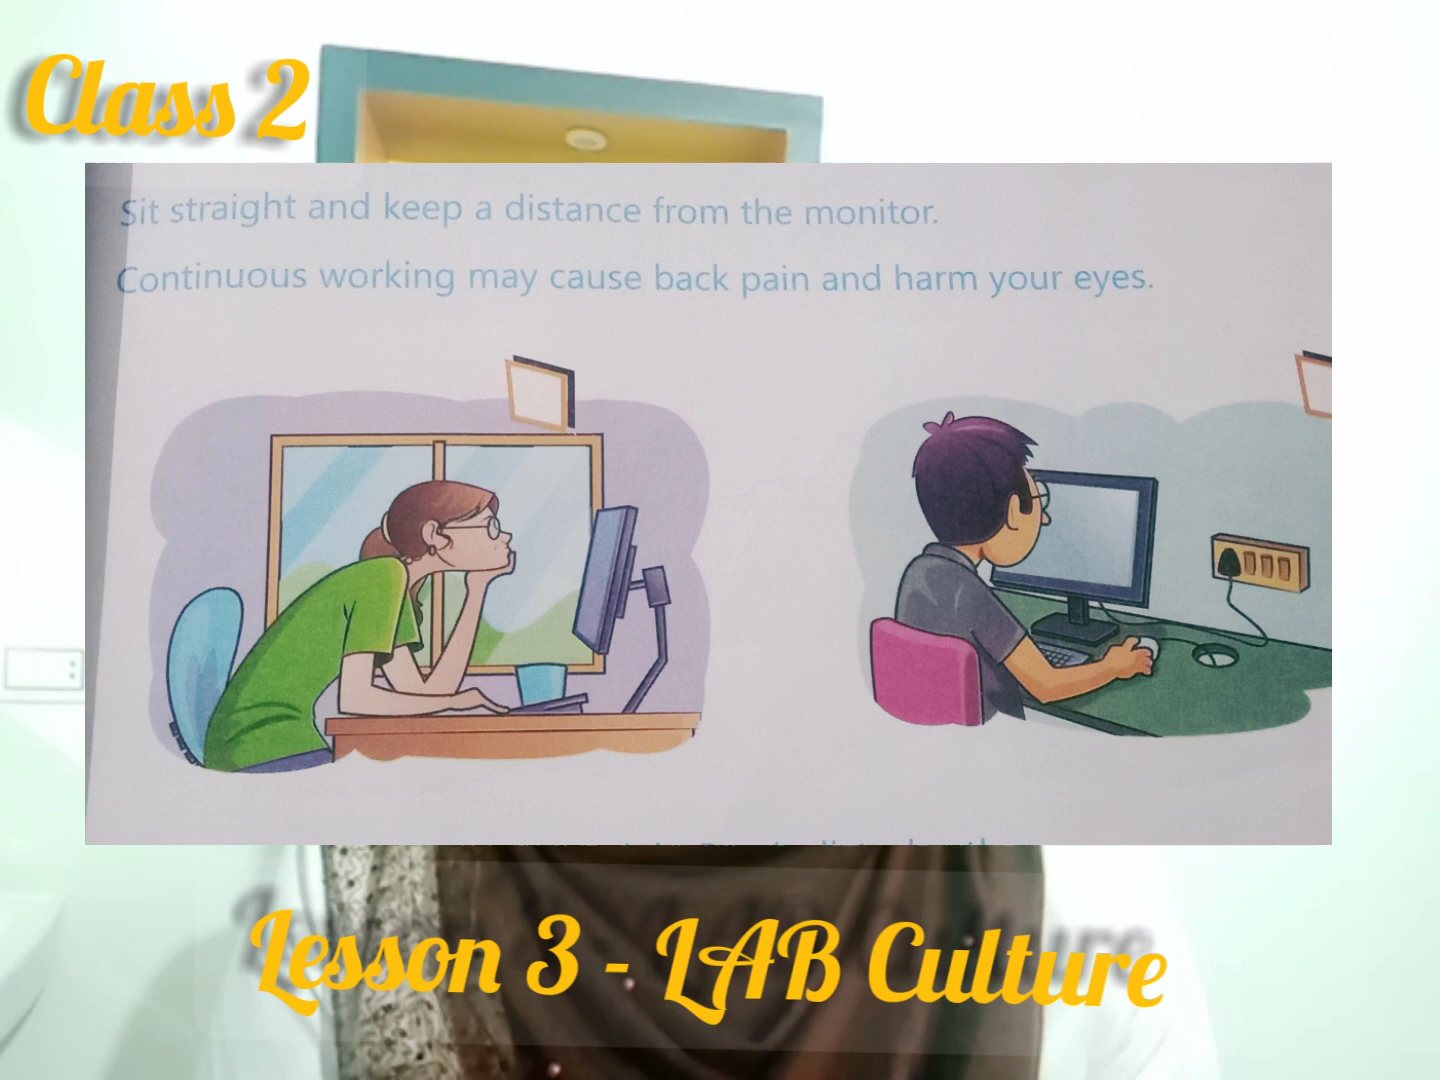 Class 2
Sit straight and keep a distance from the monitor.
Continuous working may cause back pain and harm your eyes.
Lesson 3 - LAB Culture